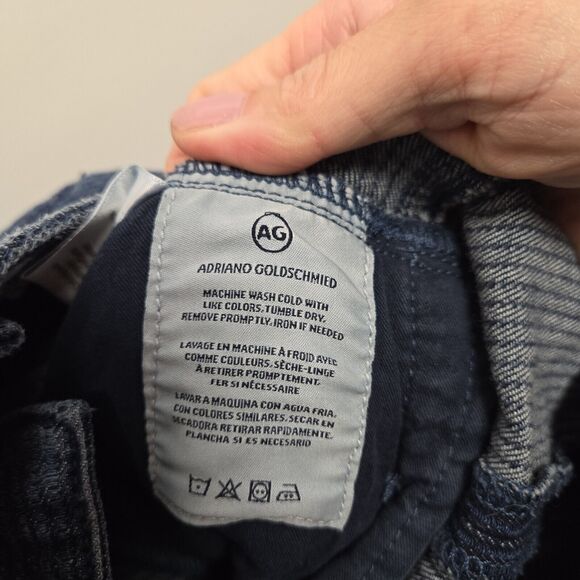 AG
ADRIANO GOLDSCHMIED
MACHINE WASH COLD WITH
LIKE COLORS, TUMBLE DRY,
REMOVE PROMPTLY, IRON IF NEEDED
LAVAGE EN MACHINE À FROID AVEC
COMME COULEURS, SÈCHE-LINGE
À RETIRER PROMPTEMENT,
FER SI NÉCESSAIRE
LAVAR A MAQUINA CON AGUA FRIA,
CON COLORES SIMILARES, SECAR EN
SECADORA RETIRAR RAPIDAMENTE,
PLANCHA SI ES NECESARIO